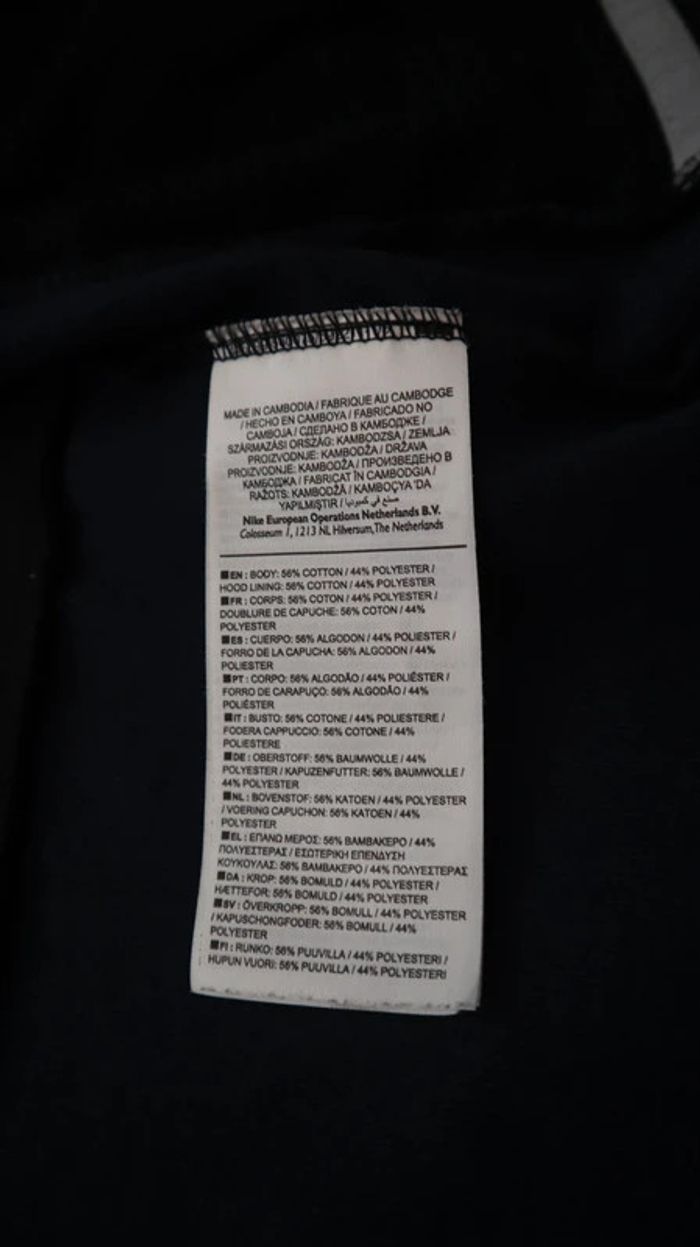 MADE IN CAMBODIA / FABRIQUE AU CAMBODGE
/ HECHO EN CAMBOYA / FABRICADO NO
CAMBOJA / СДЕЛАНО В КАМБОДЖЕ /
SZÁRMAZÁSI ORSZÁG: KAMBODZSA / ZEMLJA
PROIZVODNJE: KAMBODŽA / DRŽAVA
PROIZVODNJE: KAMBODŽA / ПРОИЗВЕДЕНО В
КАМБОДЖА / FABRICAT ÎN CAMBODGIA /
RAŽOTS: KAMBODŽĀ / KAMBOÇYA 'DA
YAPILMIŞTIR / صنع في كمبوديا
Nike European Operations Netherlands B.V.
Colosseum 1, 1213 NL Hilversum, The Netherlands
EN : BODY: 56% COTTON / 44% POLYESTER /
HOOD LINING: 56% COTTON / 44% POLYESTER
FR : CORPS: 56% COTON / 44% POLYESTER /
DOUBLURE DE CAPUCHE: 56% COTON / 44%
POLYESTER
ES : CUERPO: 56% ALGODON / 44% POLIESTER /
FORRO DE LA CAPUCHA: 56% ALGODON / 44%
POLIESTER
PT : CORPO: 56% ALGODÃO / 44% POLIÉSTER /
FORRO DE CARAPUÇO: 56% ALGODÃO / 44%
POLIÉSTER
IT : BUSTO: 56% COTONE / 44% POLIESTERE /
FODERA CAPPUCCIO: 56% COTONE / 44%
POLIESTERE
DE : OBERSTOFF: 56% BAUMWOLLE / 44%
POLYESTER / KAPUZENFUTTER: 56% BAUMWOLLE /
44% POLYESTER
NL : BOVENSTOF: 56% KATOEN / 44% POLYESTER
/ VOERING CAPUCHON: 56% KATOEN / 44%
POLYESTER
EL : ΕΠΑΝΩ ΜΕΡΟΣ: 56% ΒΑΜΒΑΚΕΡΟ / 44%
ΠΟΛΥΕΣΤΕΡΑΣ / ΕΣΩΤΕΡΙΚΗ ΕΠΕΝΔΥΣΗ
ΚΟΥΚΟΥΛΑΣ: 56% ΒΑΜΒΑΚΕΡΟ / 44% ΠΟΛΥΕΣΤΕΡΑΣ
DA : KROP: 56% BOMULD / 44% POLYESTER /
HÆTTEFOR: 56% BOMULD / 44% POLYESTER
SV : ÖVERKROPP: 56% BOMULL / 44% POLYESTER
/ KAPUSCHONGFODER: 56% BOMULL / 44%
POLYESTER
FI : RUNKO: 56% PUUVILLA / 44% POLYESTERI /
HUPUN VUORI: 56% PUUVILLA / 44% POLYESTERI